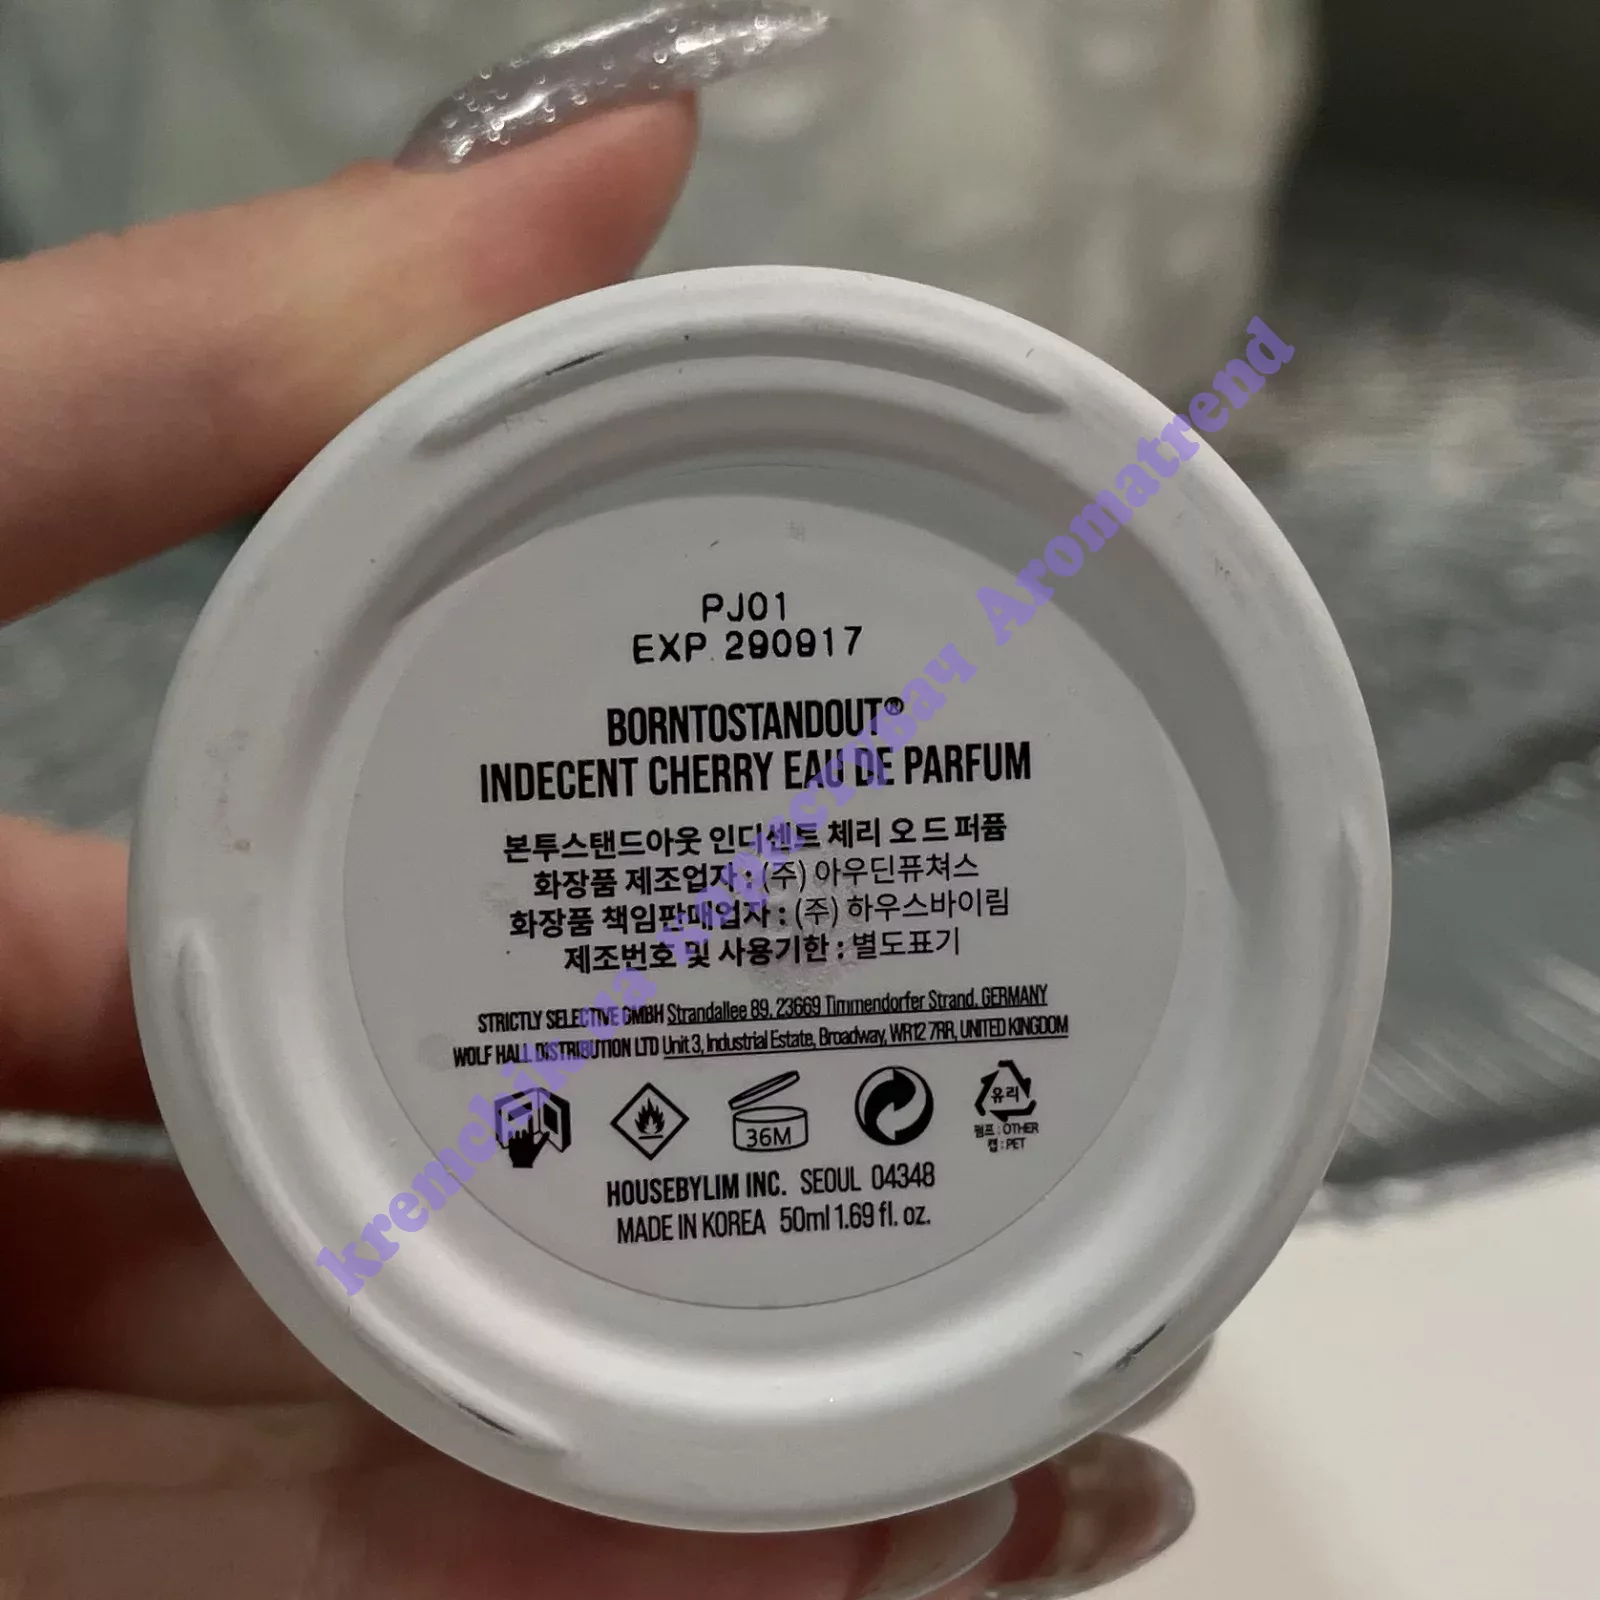 PJ01
EXP. 290917
BORNTOSTANDOUT®
INDECENT CHERRY EAU DE PARFUM
본투스탠드아웃 인디센트 체리 오 드 퍼퓸
화장품 제조업자 : (주) 아우딘퓨쳐스
화장품 책임판매업자 : (주) 하우스바이림
제조번호 및 사용기한 : 별도표기
STRICTLY SELECTIVE GMBH Strandallee 89, 23669 Timmendorfer Strand, GERMANY
WOLF HALL DISTRIBUTION LTD Unit 3, Industrial Estate, Broadway, WR12 7RR, UNITED KINGDOM
36M
유리
펌프 : OTHER
캡 : PET
HOUSEBYLIM INC. SEOUL 04348
MADE IN KOREA 50ml 1.69 fl. oz.
kremchik.ua Користувач Aromatrend